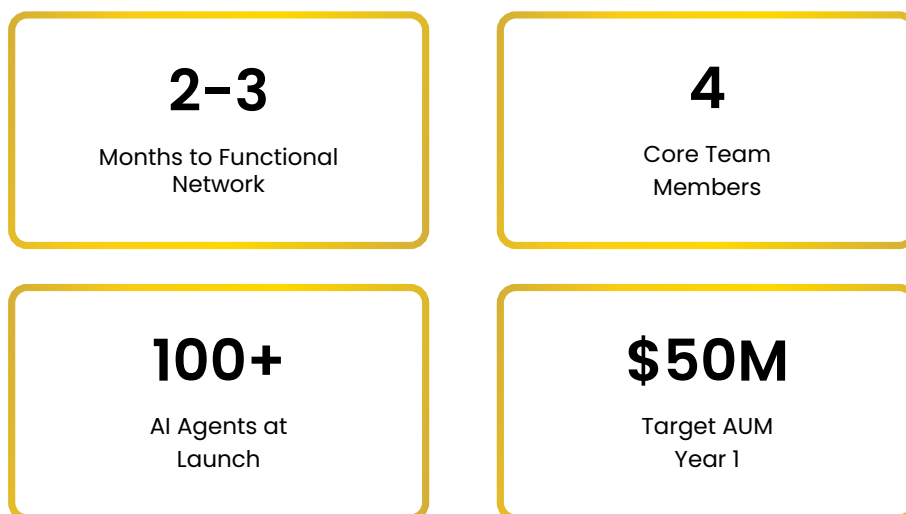 2-3
Months to Functional
Network
4
Core Team
Members
100+
AI Agents at
Launch
$50M
Target AUM
Year 1